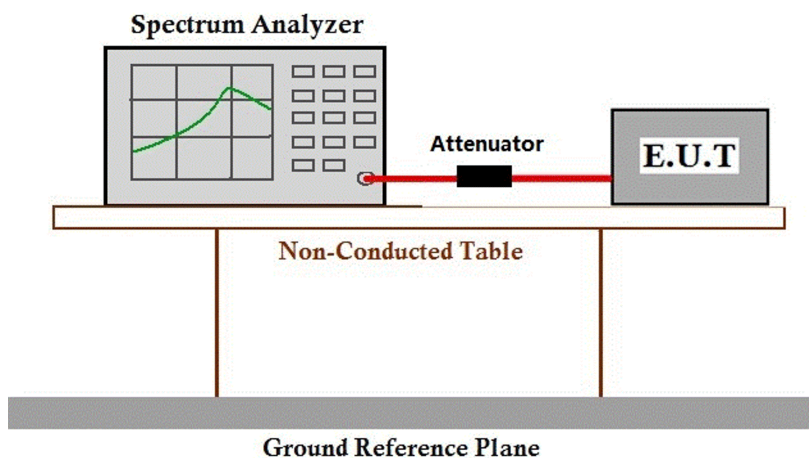 Spectrum Analyzer
Attenuator
E.U.T
Non-Conducted Table
Ground Reference Plane